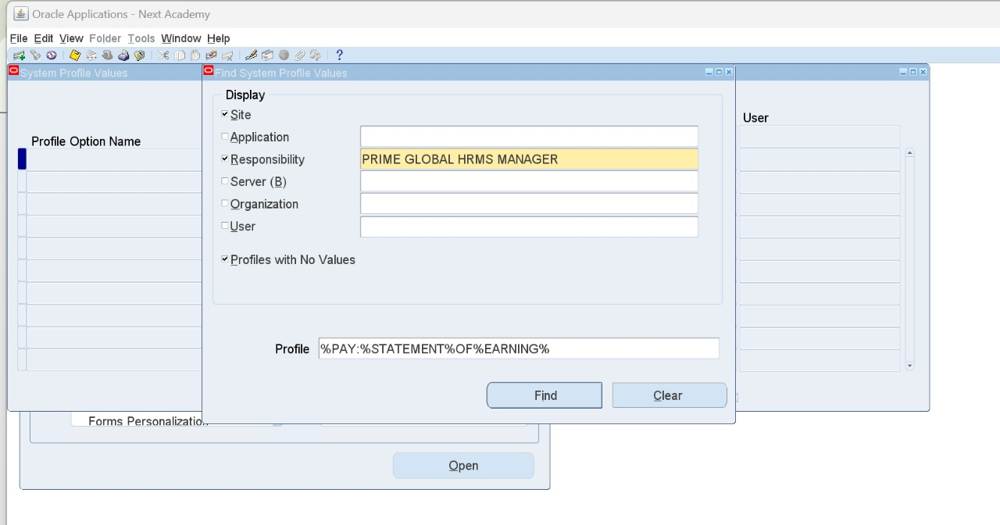 Oracle Applications - Next Academy
File Edit View Folder Tools Window Help
?
System Profile Values
Find System Profile Values
Display
Site
Application
Responsibility PRIME GLOBAL HRMS MANAGER
Server (B)
Organization
User
Profiles with No Values
Profile %PAY:%STATEMENT%OF%EARNING%
Find Clear
Profile Option Name
User
Forms Personalization
Open